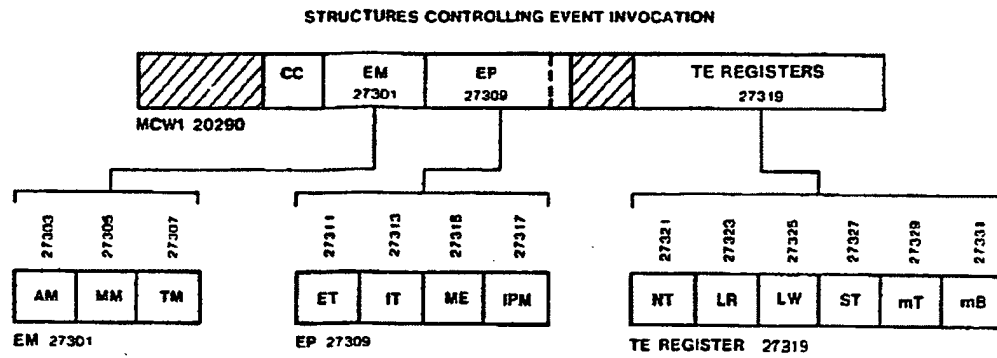 STRUCTURES CONTROLLING EVENT INVOCATION
CC EM EP TE REGISTERS
27301 27309 27319
MCW1 20290
27303 27305 27307 27311 27313 27315 27317 27321 27323 27325 27327 27329 27331
AM MM TM ET IT ME IPM NT LR LW ST mT mB
EM 27301 EP 27309 TE REGISTER 27319